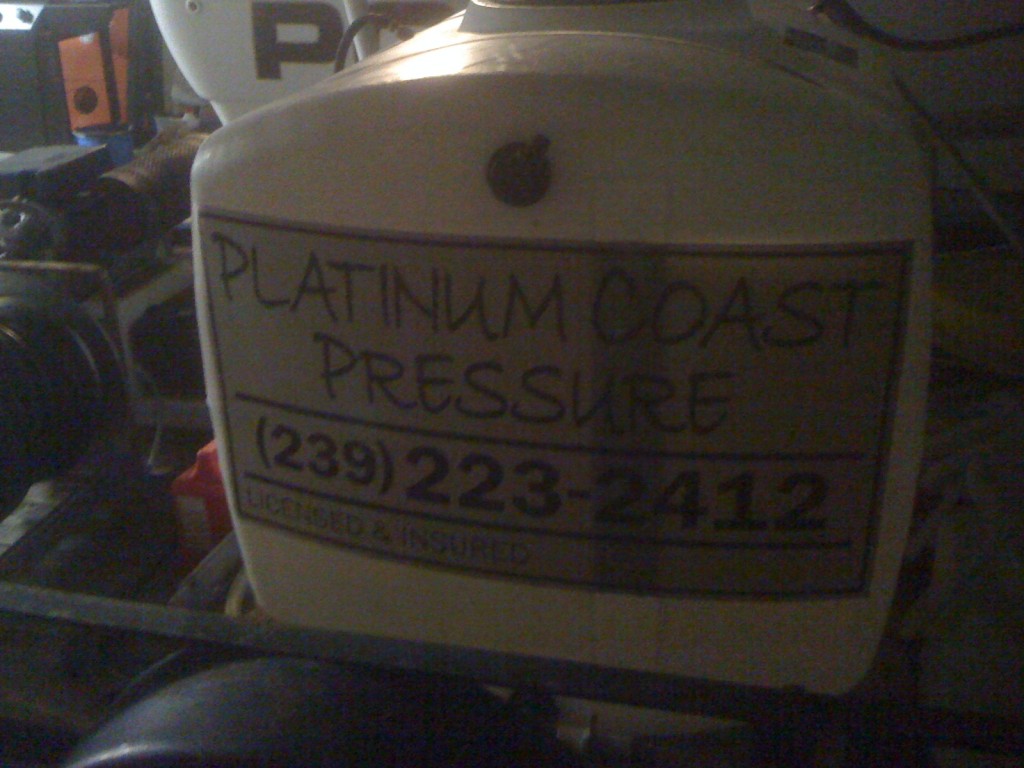 P
PLATINUM COAST
PRESSURE
(239) 223-2412
LICENSED & INSURED